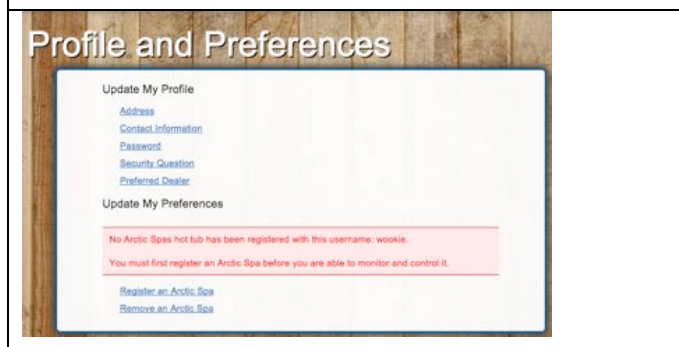 Profile and Preferences
Update My Profile
Address
Contact Information
Password
Security Question
Preferred Dealer
Update My Preferences
No Arctic Spas hot tub has been registered with this username: wookie.
You must first register an Arctic Spa before you are able to monitor and control it.
Register an Arctic Spa
Remove an Arctic Spa